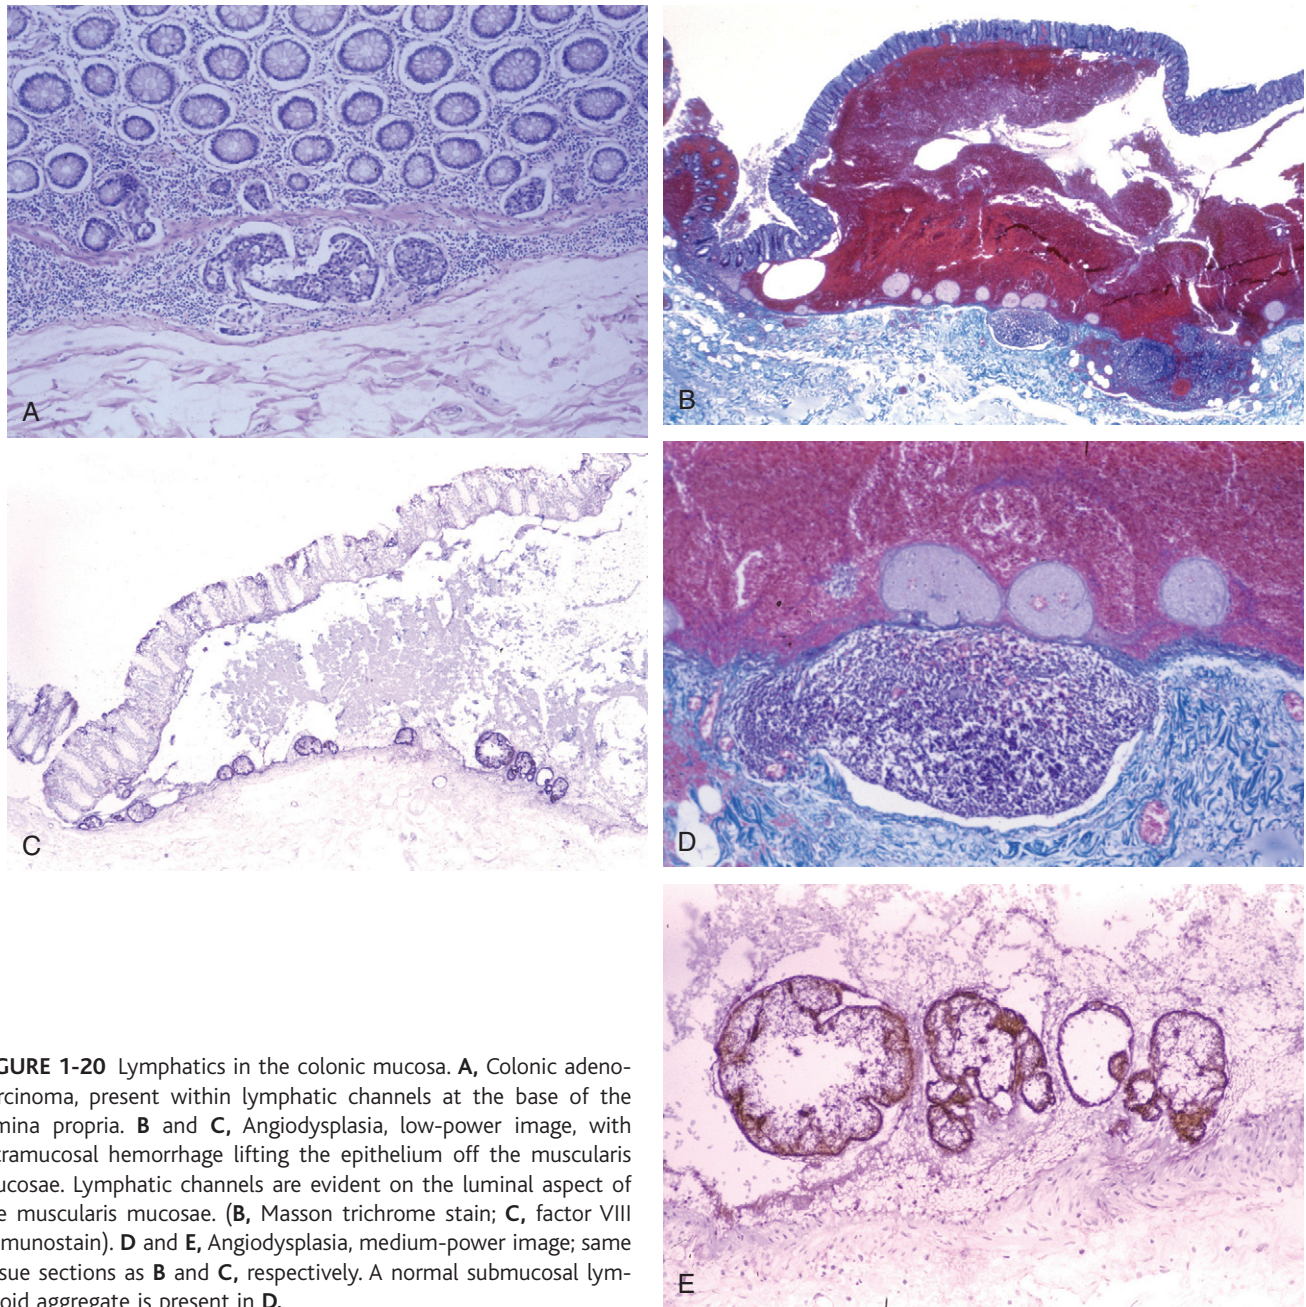 A
B
C
D
E
GURE 1-20 Lymphatics in the colonic mucosa. A, Colonic adeno-
rcinoma, present within lymphatic channels at the base of the
mina propria. B and C, Angiodysplasia, low-power image, with
tramucosal hemorrhage lifting the epithelium off the muscularis
ucosae. Lymphatic channels are evident on the luminal aspect of
e muscularis mucosae. (B, Masson trichrome stain; C, factor VIII
munostain). D and E, Angiodysplasia, medium-power image; same
sue sections as B and C, respectively. A normal submucosal lym-
oid aggregate is present in D.